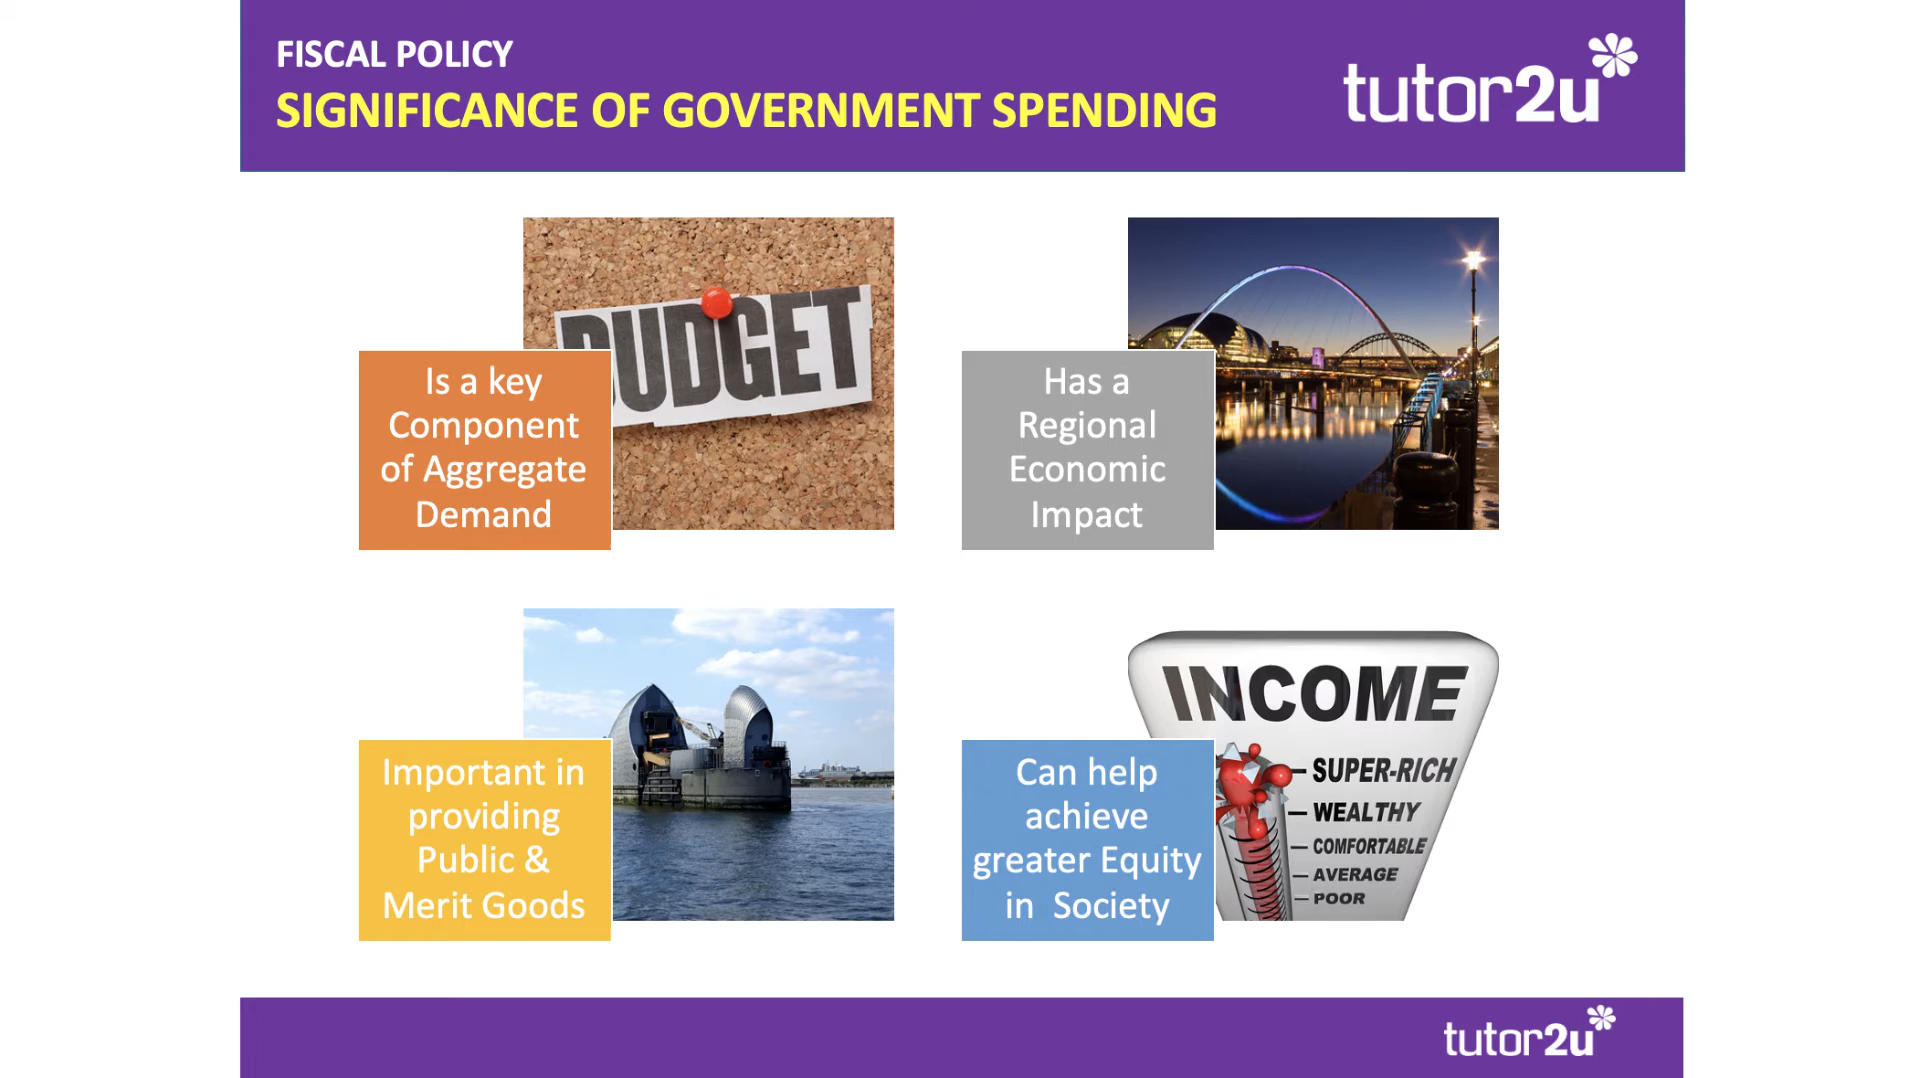 FISCAL POLICY
SIGNIFICANCE OF GOVERNMENT SPENDING
tutor2u
BUDGET
Is a key
Component
of Aggregate
Demand
Has a
Regional
Economic
Impact
Important in
providing
Public &
Merit Goods
INCOME
SUPER-RICH
WEALTHY
COMFORTABLE
AVERAGE
POOR
Can help
achieve
greater Equity
in Society
tutor2u